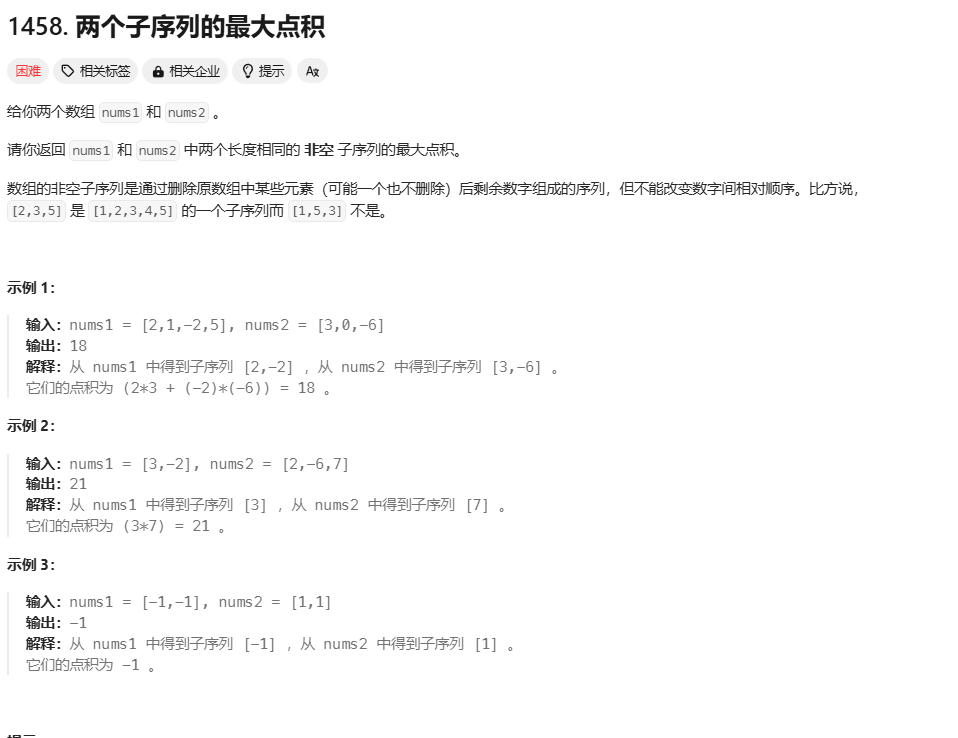 1458. 两个子序列的最大点积
困难 相关标签 相关企业 提示 Ax
给你两个数组 nums1 和 nums2 。
请你返回 nums1 和 nums2 中两个长度相同的 非空 子序列的最大点积。
数组的非空子序列是通过删除原数组中某些元素（可能一个也不删除）后剩余数字组成的序列，但不能改变数字间相对顺序。比方说，
[2,3,5] 是 [1,2,3,4,5] 的一个子序列而 [1,5,3] 不是。
示例 1：
输入：nums1 = [2,1,-2,5], nums2 = [3,0,-6]
输出：18
解释：从 nums1 中得到子序列 [2,-2] ，从 nums2 中得到子序列 [3,-6] 。
它们的点积为 (2*3 + (-2)*(-6)) = 18 。
示例 2：
输入：nums1 = [3,-2], nums2 = [2,-6,7]
输出：21
解释：从 nums1 中得到子序列 [3] ，从 nums2 中得到子序列 [7] 。
它们的点积为 (3*7) = 21 。
示例 3：
输入：nums1 = [-1,-1], nums2 = [1,1]
输出：-1
解释：从 nums1 中得到子序列 [-1] ，从 nums2 中得到子序列 [1] 。
它们的点积为 -1 。